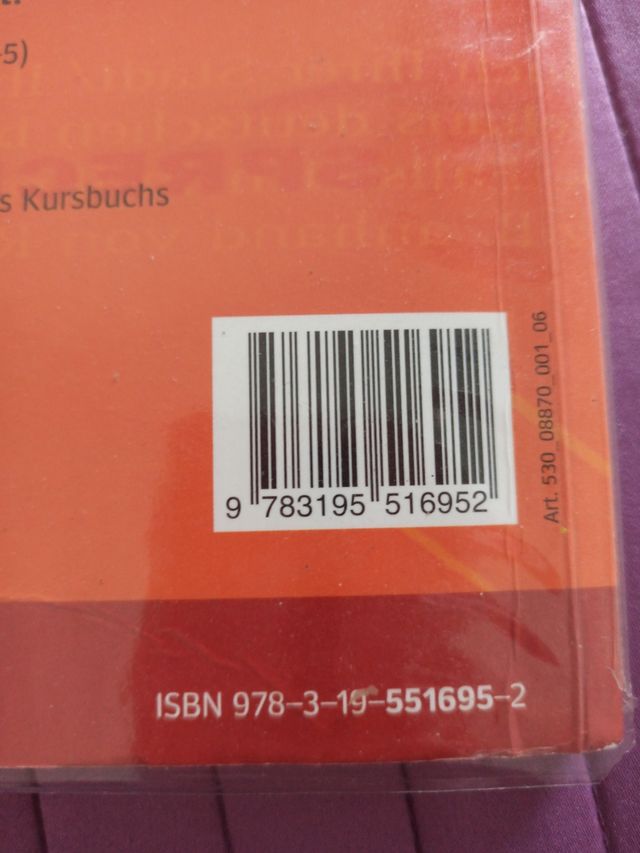 -5)
s Kursbuchs
9 783195 516952
Art. 530_08870_001_06
ISBN 978-3-19-551695-2